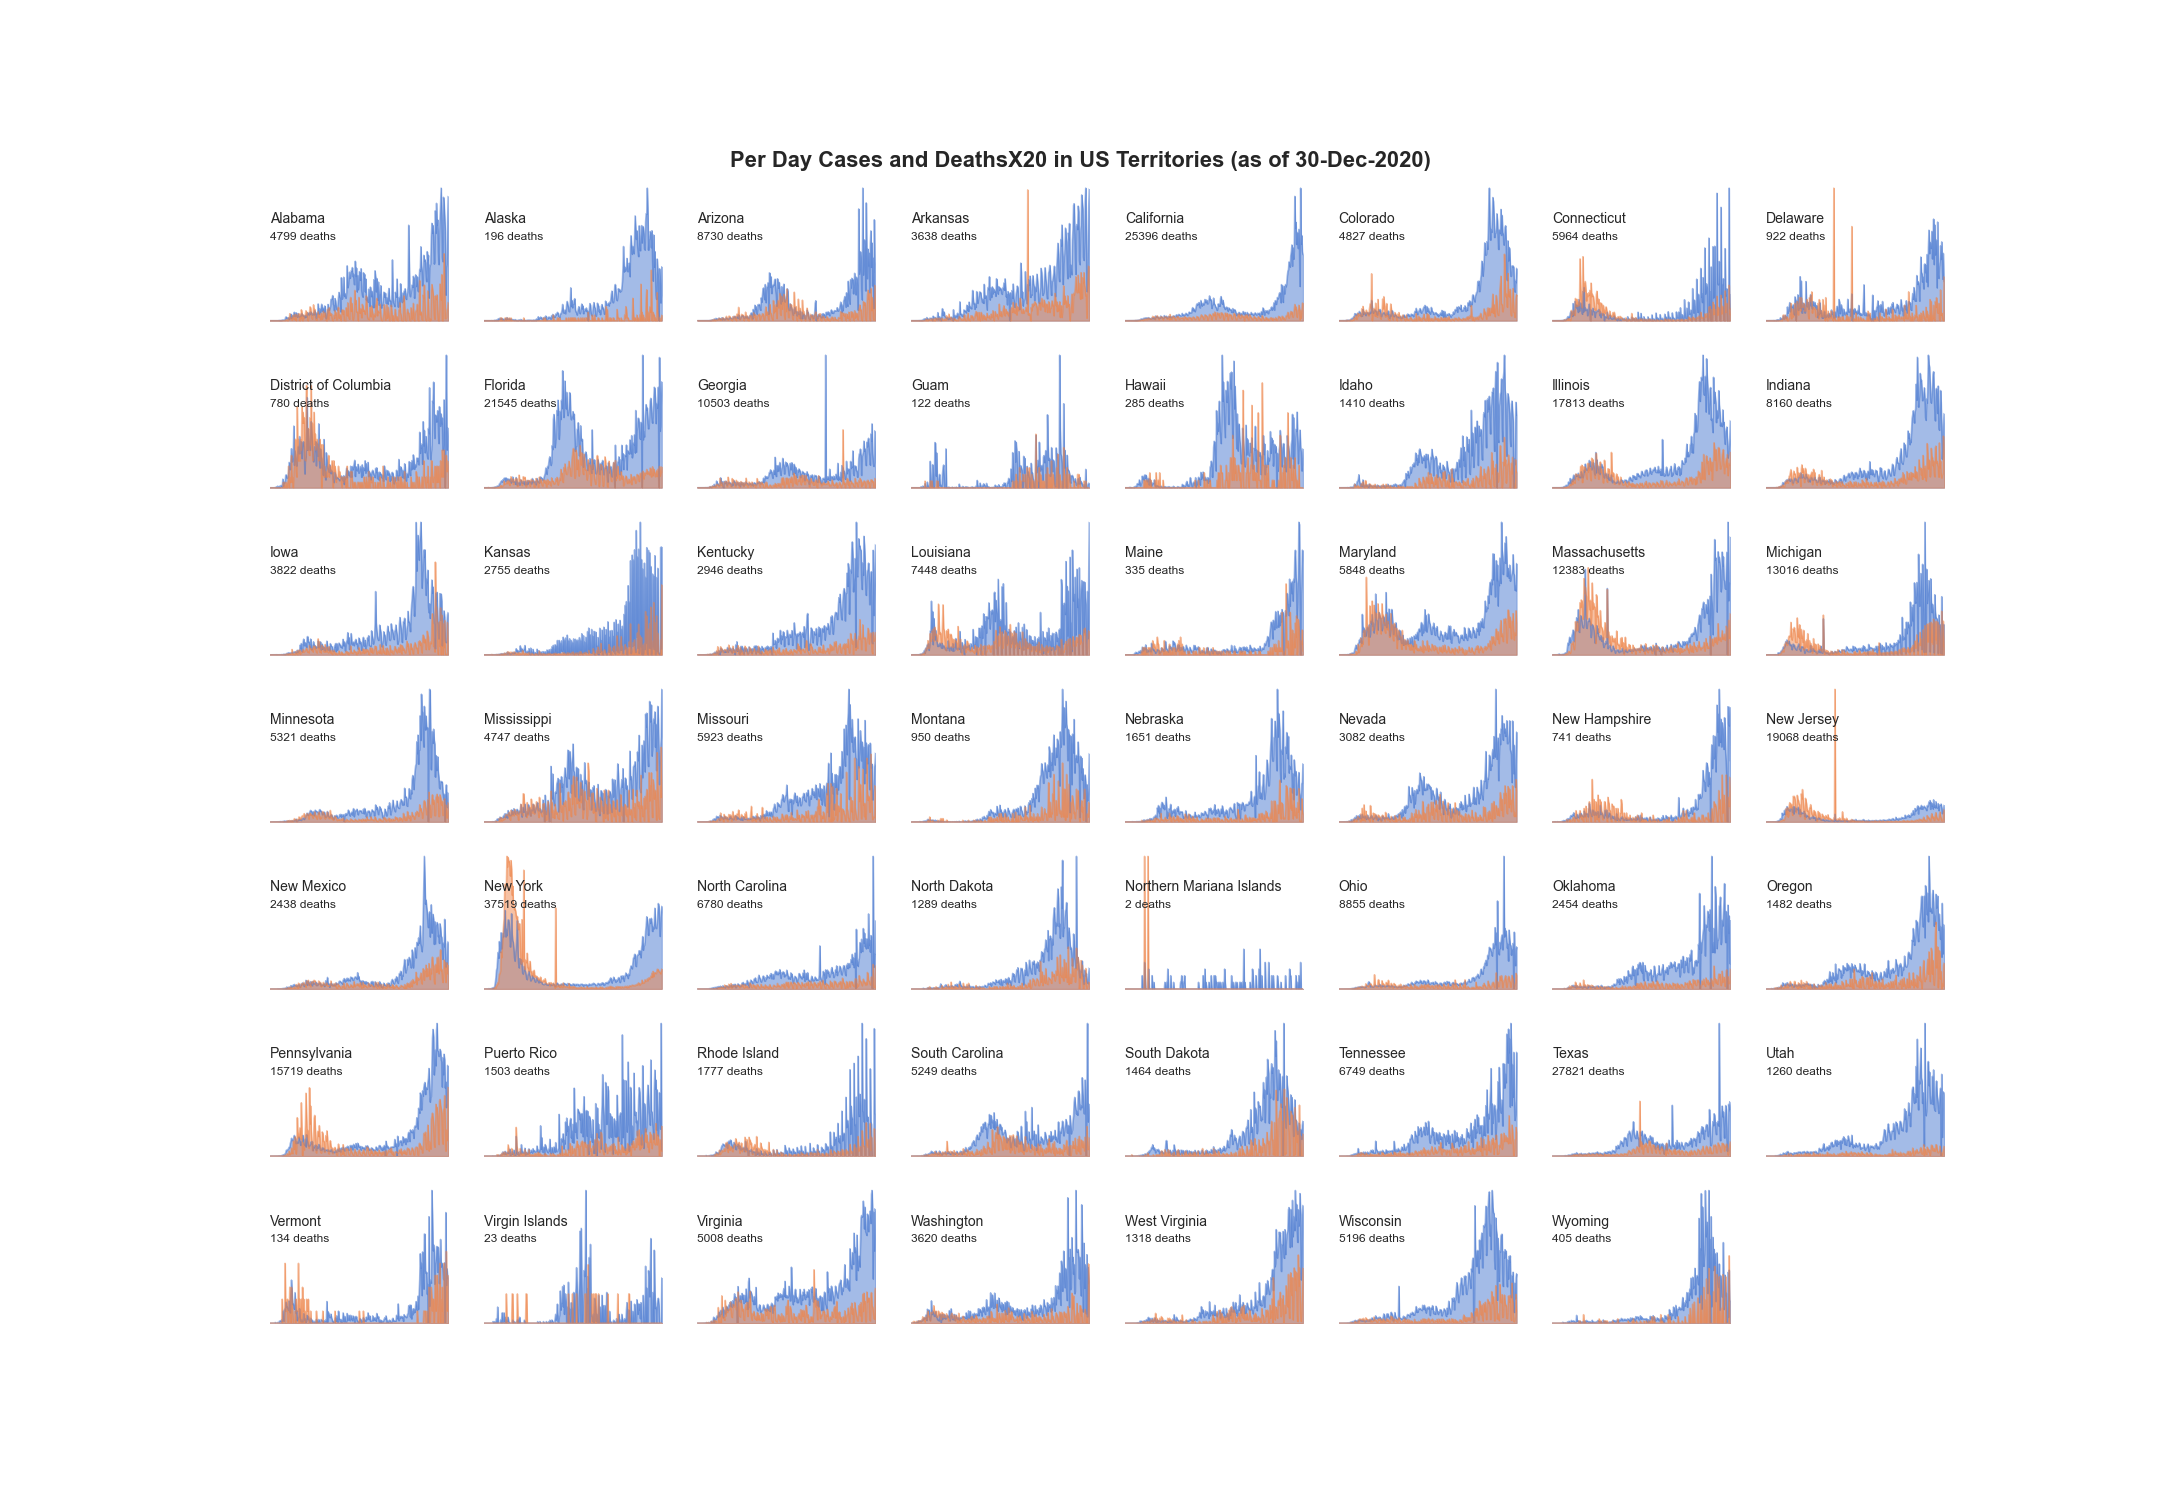 Per Day Cases and DeathsX20 in US Territories (as of 30-Dec-2020)
Alabama
4799 deaths
Alaska
196 deaths
Arizona
8730 deaths
Arkansas
3638 deaths
California
25396 deaths
Colorado
4827 deaths
Connecticut
5964 deaths
Delaware
922 deaths
District of Columbia
780 deaths
Florida
21545 deaths
Georgia
10503 deaths
Guam
122 deaths
Hawaii
285 deaths
Idaho
1410 deaths
Illinois
17813 deaths
Indiana
8160 deaths
Iowa
3822 deaths
Kansas
2755 deaths
Kentucky
2946 deaths
Louisiana
7448 deaths
Maine
335 deaths
Maryland
5848 deaths
Massachusetts
12383 deaths
Michigan
13016 deaths
Minnesota
5321 deaths
Mississippi
4747 deaths
Missouri
5923 deaths
Montana
950 deaths
Nebraska
1651 deaths
Nevada
3082 deaths
New Hampshire
741 deaths
New Jersey
19068 deaths
New Mexico
2438 deaths
New York
37519 deaths
North Carolina
6780 deaths
North Dakota
1289 deaths
Northern Mariana Islands
2 deaths
Ohio
8855 deaths
Oklahoma
2454 deaths
Oregon
1482 deaths
Pennsylvania
15719 deaths
Puerto Rico
1503 deaths
Rhode Island
1777 deaths
South Carolina
5249 deaths
South Dakota
1464 deaths
Tennessee
6749 deaths
Texas
27821 deaths
Utah
1260 deaths
Vermont
134 deaths
Virgin Islands
23 deaths
Virginia
5008 deaths
Washington
3620 deaths
West Virginia
1318 deaths
Wisconsin
5196 deaths
Wyoming
405 deaths